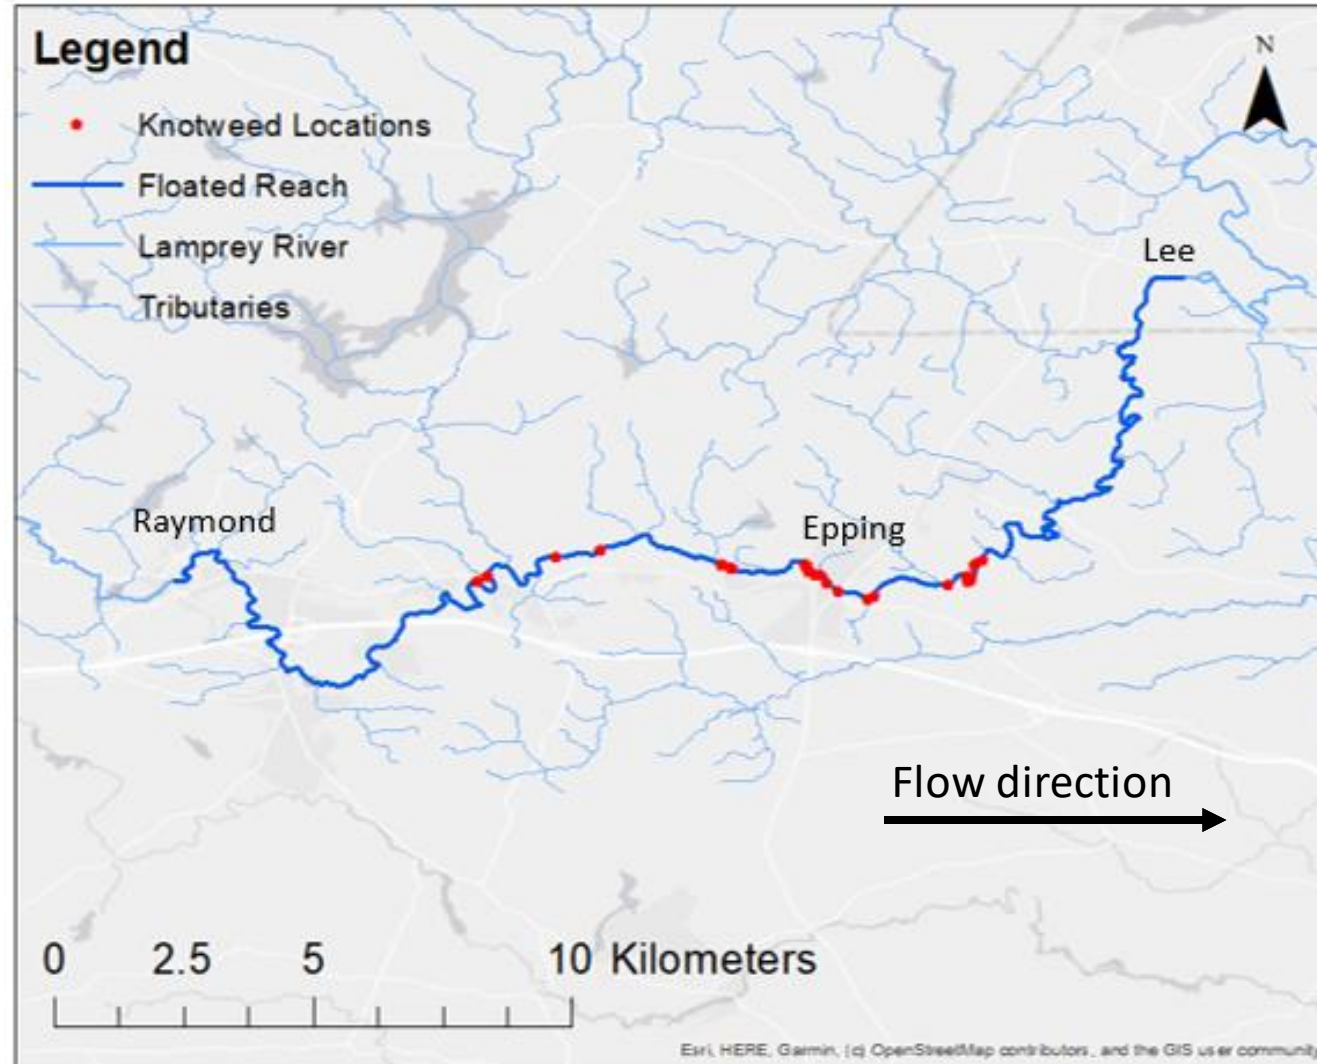 Legend
Knotweed Locations
Floated Reach
Lamprey River
Tributaries
N
Lee
Raymond
Epping
Flow direction
0 2.5 5 10 Kilometers
Esri, HERE, Garmin, (c) OpenStreetMap contributors, and the GIS user community